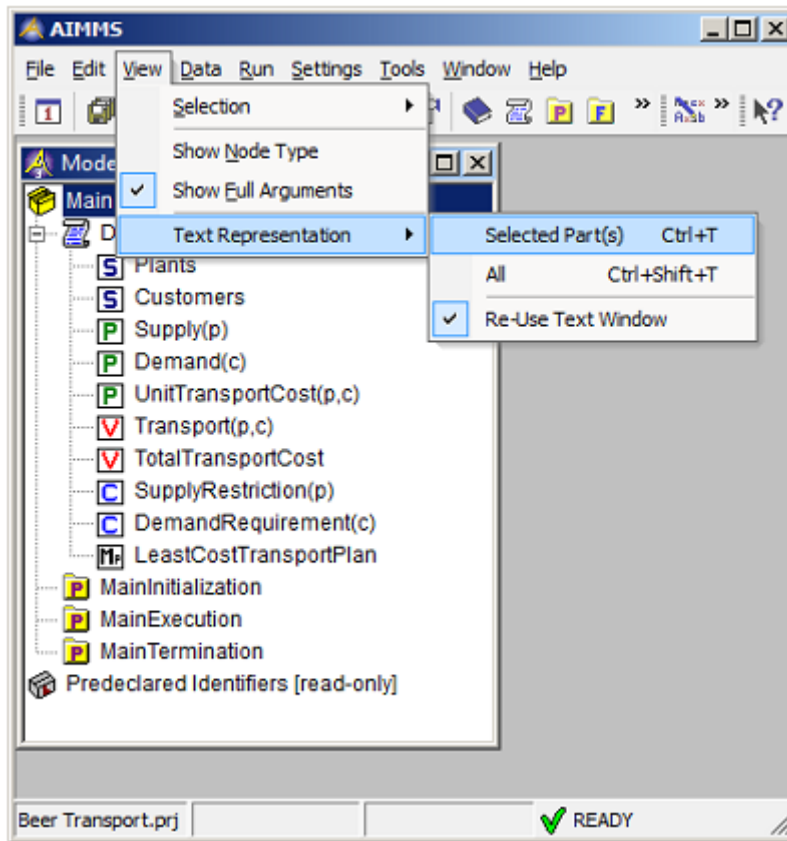 AIMMS
File Edit View Data Run Settings Tools Window Help
Selection
Show Node Type
Show Full Arguments
Text Representation
Selected Part(s) Ctrl+T
All Ctrl+Shift+T
Re-Use Text Window
Mode
Main
D
Plants
Customers
Supply(p)
Demand(c)
UnitTransportCost(p,c)
Transport(p,c)
TotalTransportCost
SupplyRestriction(p)
DemandRequirement(c)
LeastCostTransportPlan
MainInitialization
MainExecution
MainTermination
Predeclared Identifiers [read-only]
Beer Transport.prj
READY